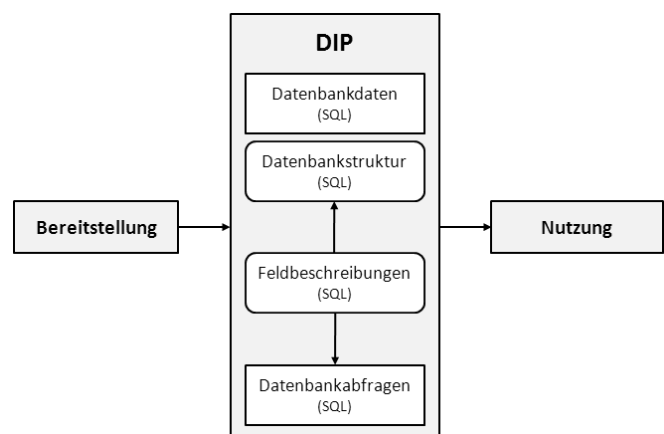 DIP
Datenbankdaten
(SQL)
Datenbankstruktur
(SQL)
Bereitstellung
Nutzung
Feldbeschreibungen
(SQL)
Datenbankabfragen
(SQL)